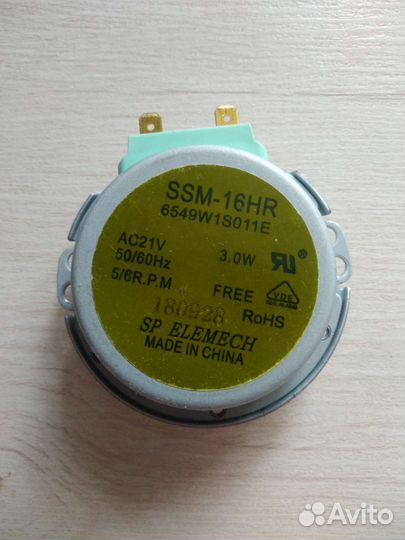 SSM-16HR
6549W1S011E
AC21V
50/60Hz 3.0W
5/6R.P.M
FREE VDE
180928 RoHS
SP ELEMECH
MADE IN CHINA
Avito